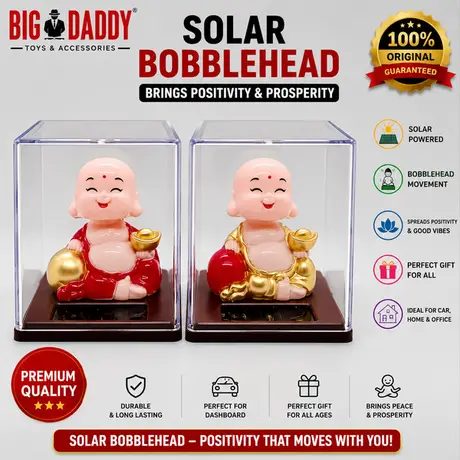 BIG DADDY
TOYS & ACCESSORIES
SOLAR
BOBBLEHEAD
BRINGS POSITIVITY & PROSPERITY
100%
ORIGINAL
GUARANTEED
SOLAR
POWERED
BOBBLEHEAD
MOVEMENT
SPREADS POSITIVITY
& GOOD VIBES
PERFECT GIFT
FOR ALL
IDEAL FOR CAR,
HOME & OFFICE
PREMIUM
QUALITY
DURABLE
& LONG LASTING
PERFECT FOR
DASHBOARD
PERFECT GIFT
FOR ALL AGES
BRINGS PEACE
& PROSPERITY
SOLAR BOBBLEHEAD – POSITIVITY THAT MOVES WITH YOU!